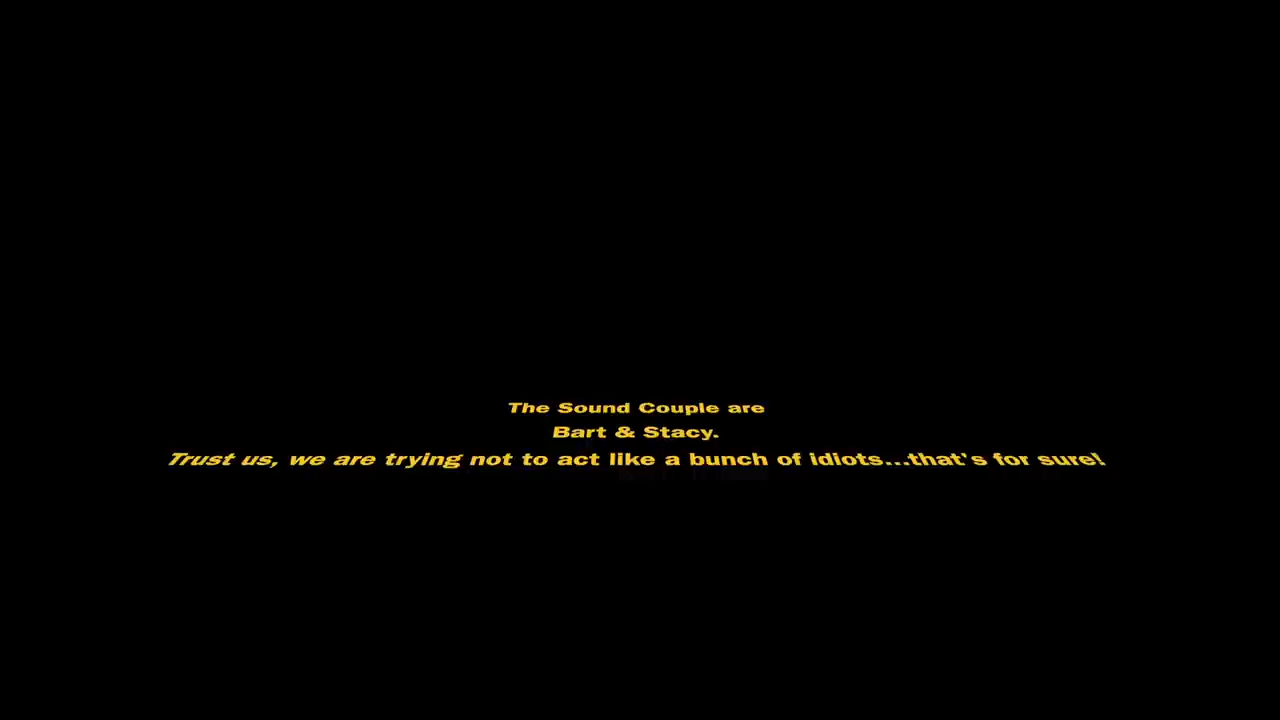 The Sound Couple are
Bart & Stacy.
Trust us, we are trying not to act like a bunch of idiots...that's for sure!